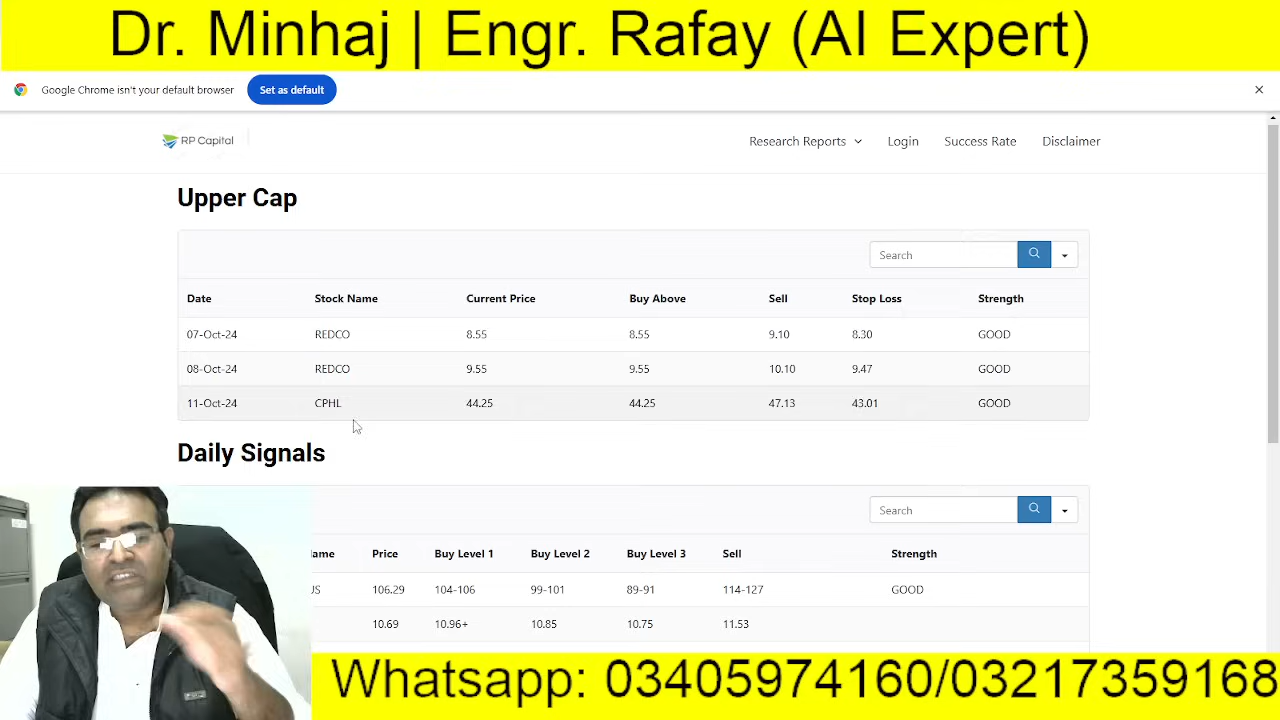 Dr. Minhaj | Engr. Rafay (AI Expert)
Google Chrome isn't your default browser Set as default
RP Capital Research Reports Login Success Rate Disclaimer
Upper Cap
Search
Date Stock Name Current Price Buy Above Sell Stop Loss Strength
07-Oct-24 REDCO 8.55 8.55 9.10 8.30 GOOD
08-Oct-24 REDCO 9.55 9.55 10.10 9.47 GOOD
11-Oct-24 CPHL 44.25 44.25 47.13 43.01 GOOD
Daily Signals
Search
ame Price Buy Level 1 Buy Level 2 Buy Level 3 Sell Strength
US 106.29 104-106 99-101 89-91 114-127 GOOD
10.69 10.96+ 10.85 10.75 11.53
Whatsapp: 03405974160/03217359168